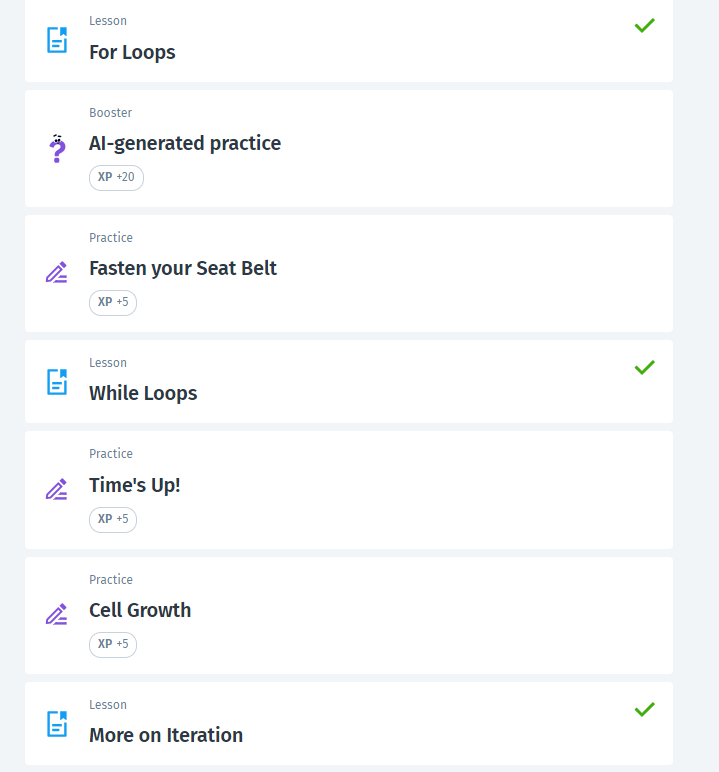 Lesson
For Loops
Booster
AI-generated practice
XP +20
Practice
Fasten your Seat Belt
XP +5
Lesson
While Loops
Practice
Time's Up!
XP +5
Practice
Cell Growth
XP +5
Lesson
More on Iteration